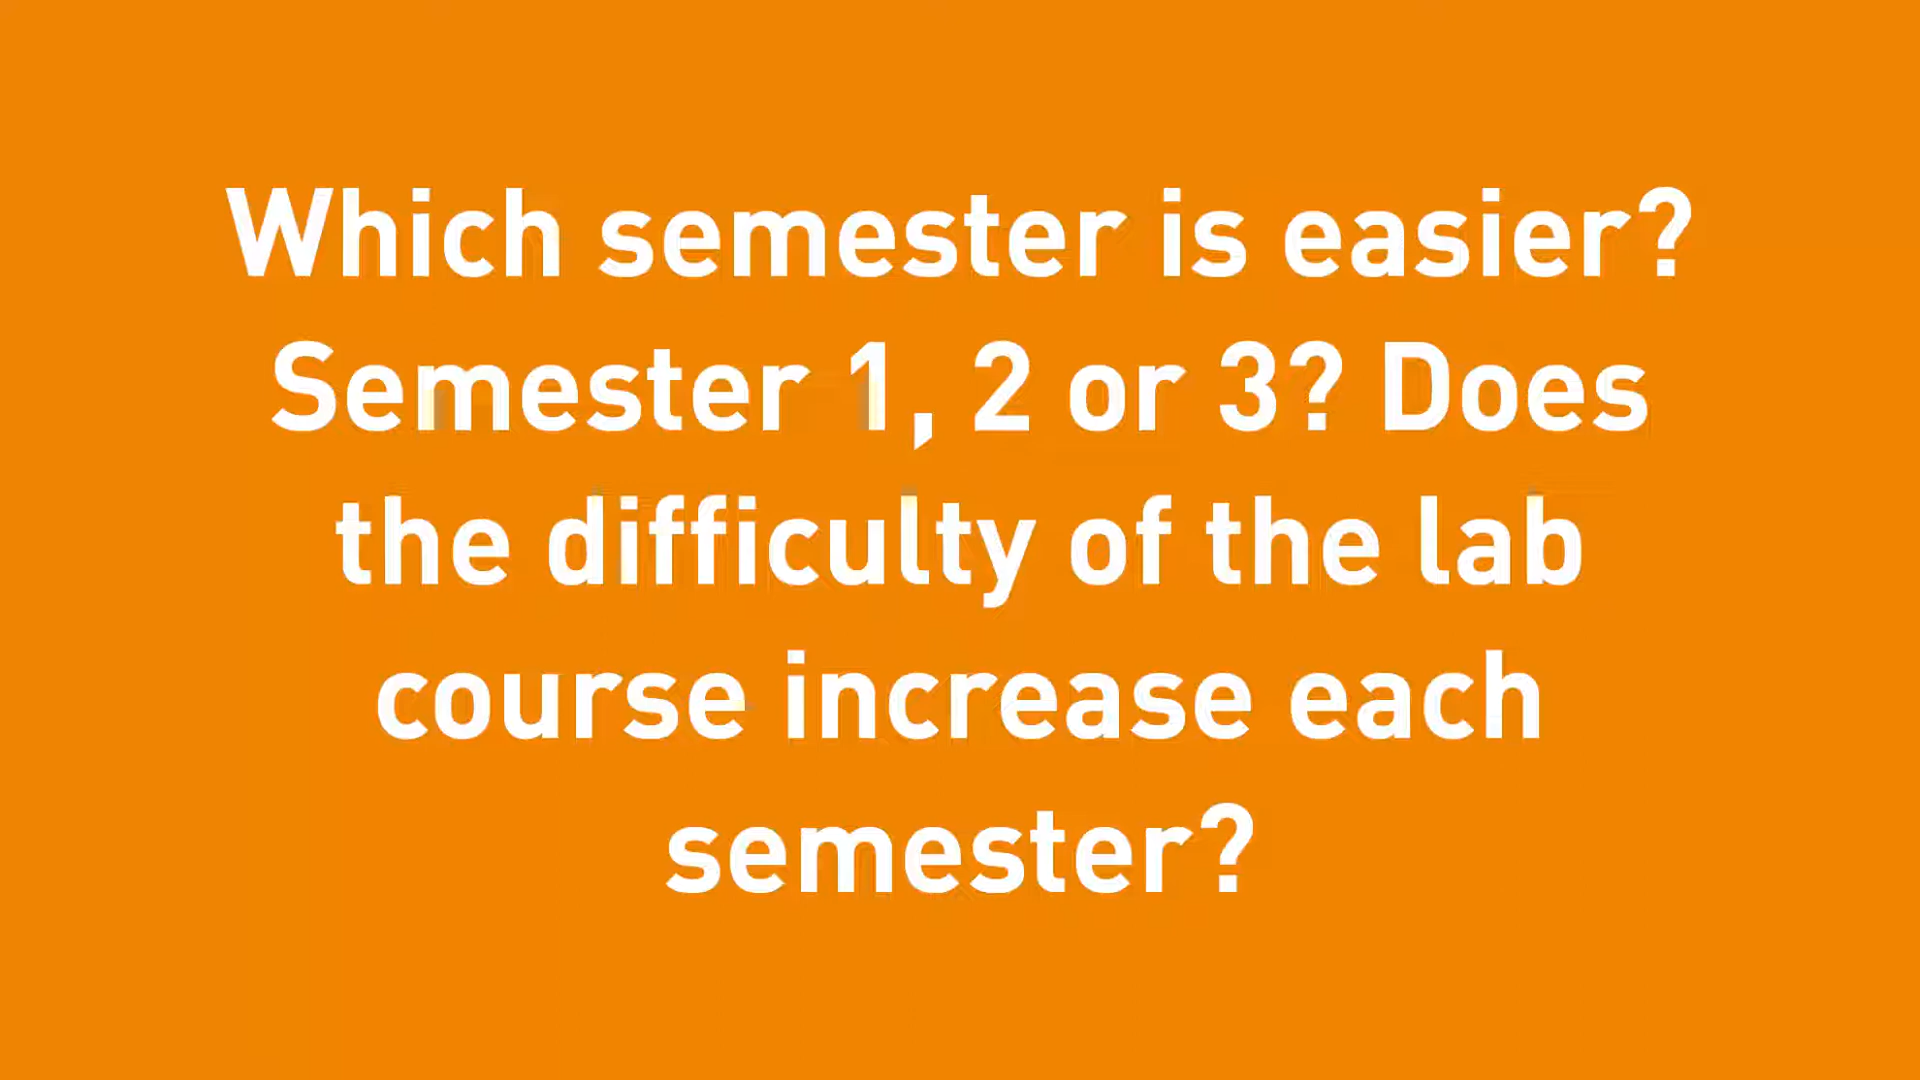 Which semester is easier?
Semester 1, 2 or 3? Does
the difficulty of the lab
course increase each
semester?